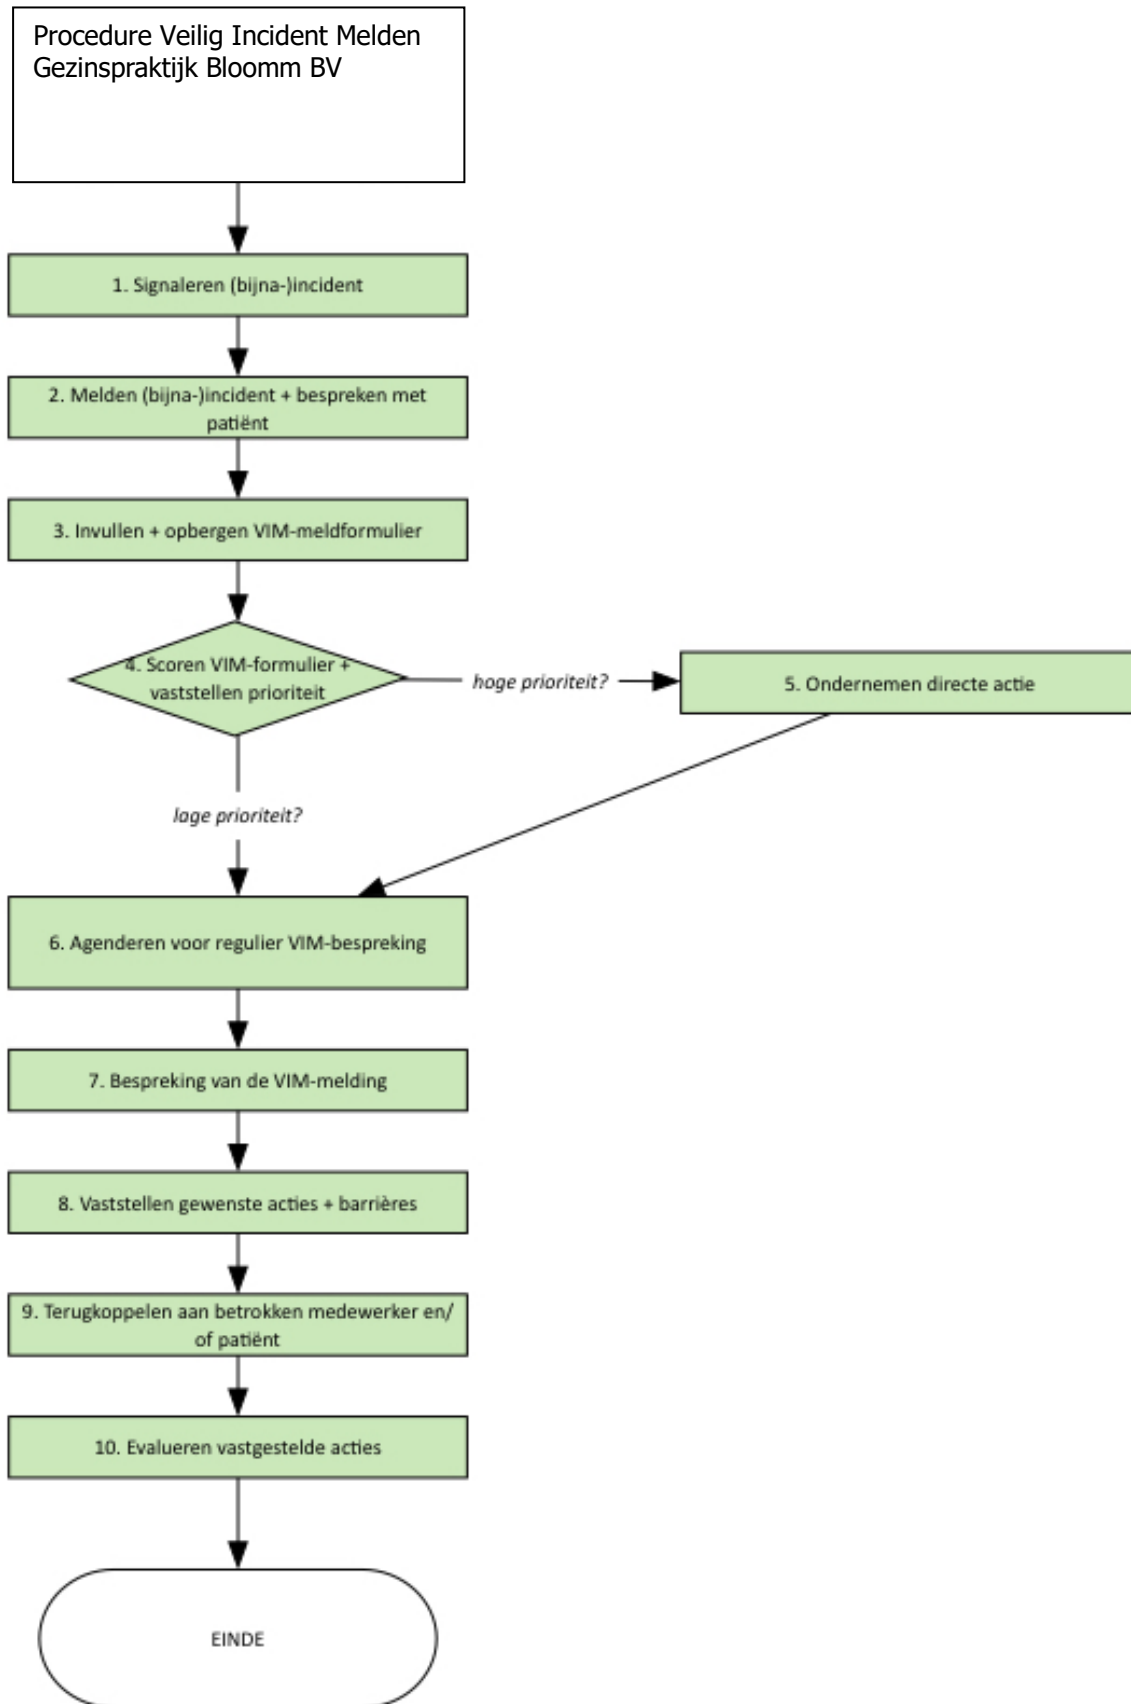 Procedure Veilig Incident Melden
Gezinspraktijk Bloomm BV
1. Signaleren (bijna-)incident
2. Melden (bijna-)incident + bespreken met
patiënt
3. Invullen + opbergen VIM-meldformulier
4. Scoren VIM-formulier +
vaststellen prioriteit
hoge prioriteit?
5. Ondernemen directe actie
lage prioriteit?
6. Agenderen voor regulier VIM-bespreking
7. Bespreking van de VIM-melding
8. Vaststellen gewenste acties + barrières
9. Terugkoppelen aan betrokken medewerker en/
of patiënt
10. Evalueren vastgestelde acties
EINDE